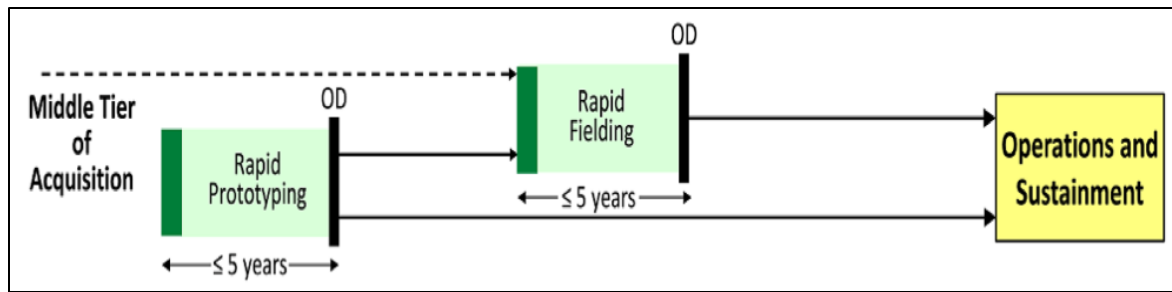 Middle Tier
of
Acquisition
Rapid
Prototyping
OD
≤ 5 years
Rapid
Fielding
OD
≤ 5 years
Operations and
Sustainment